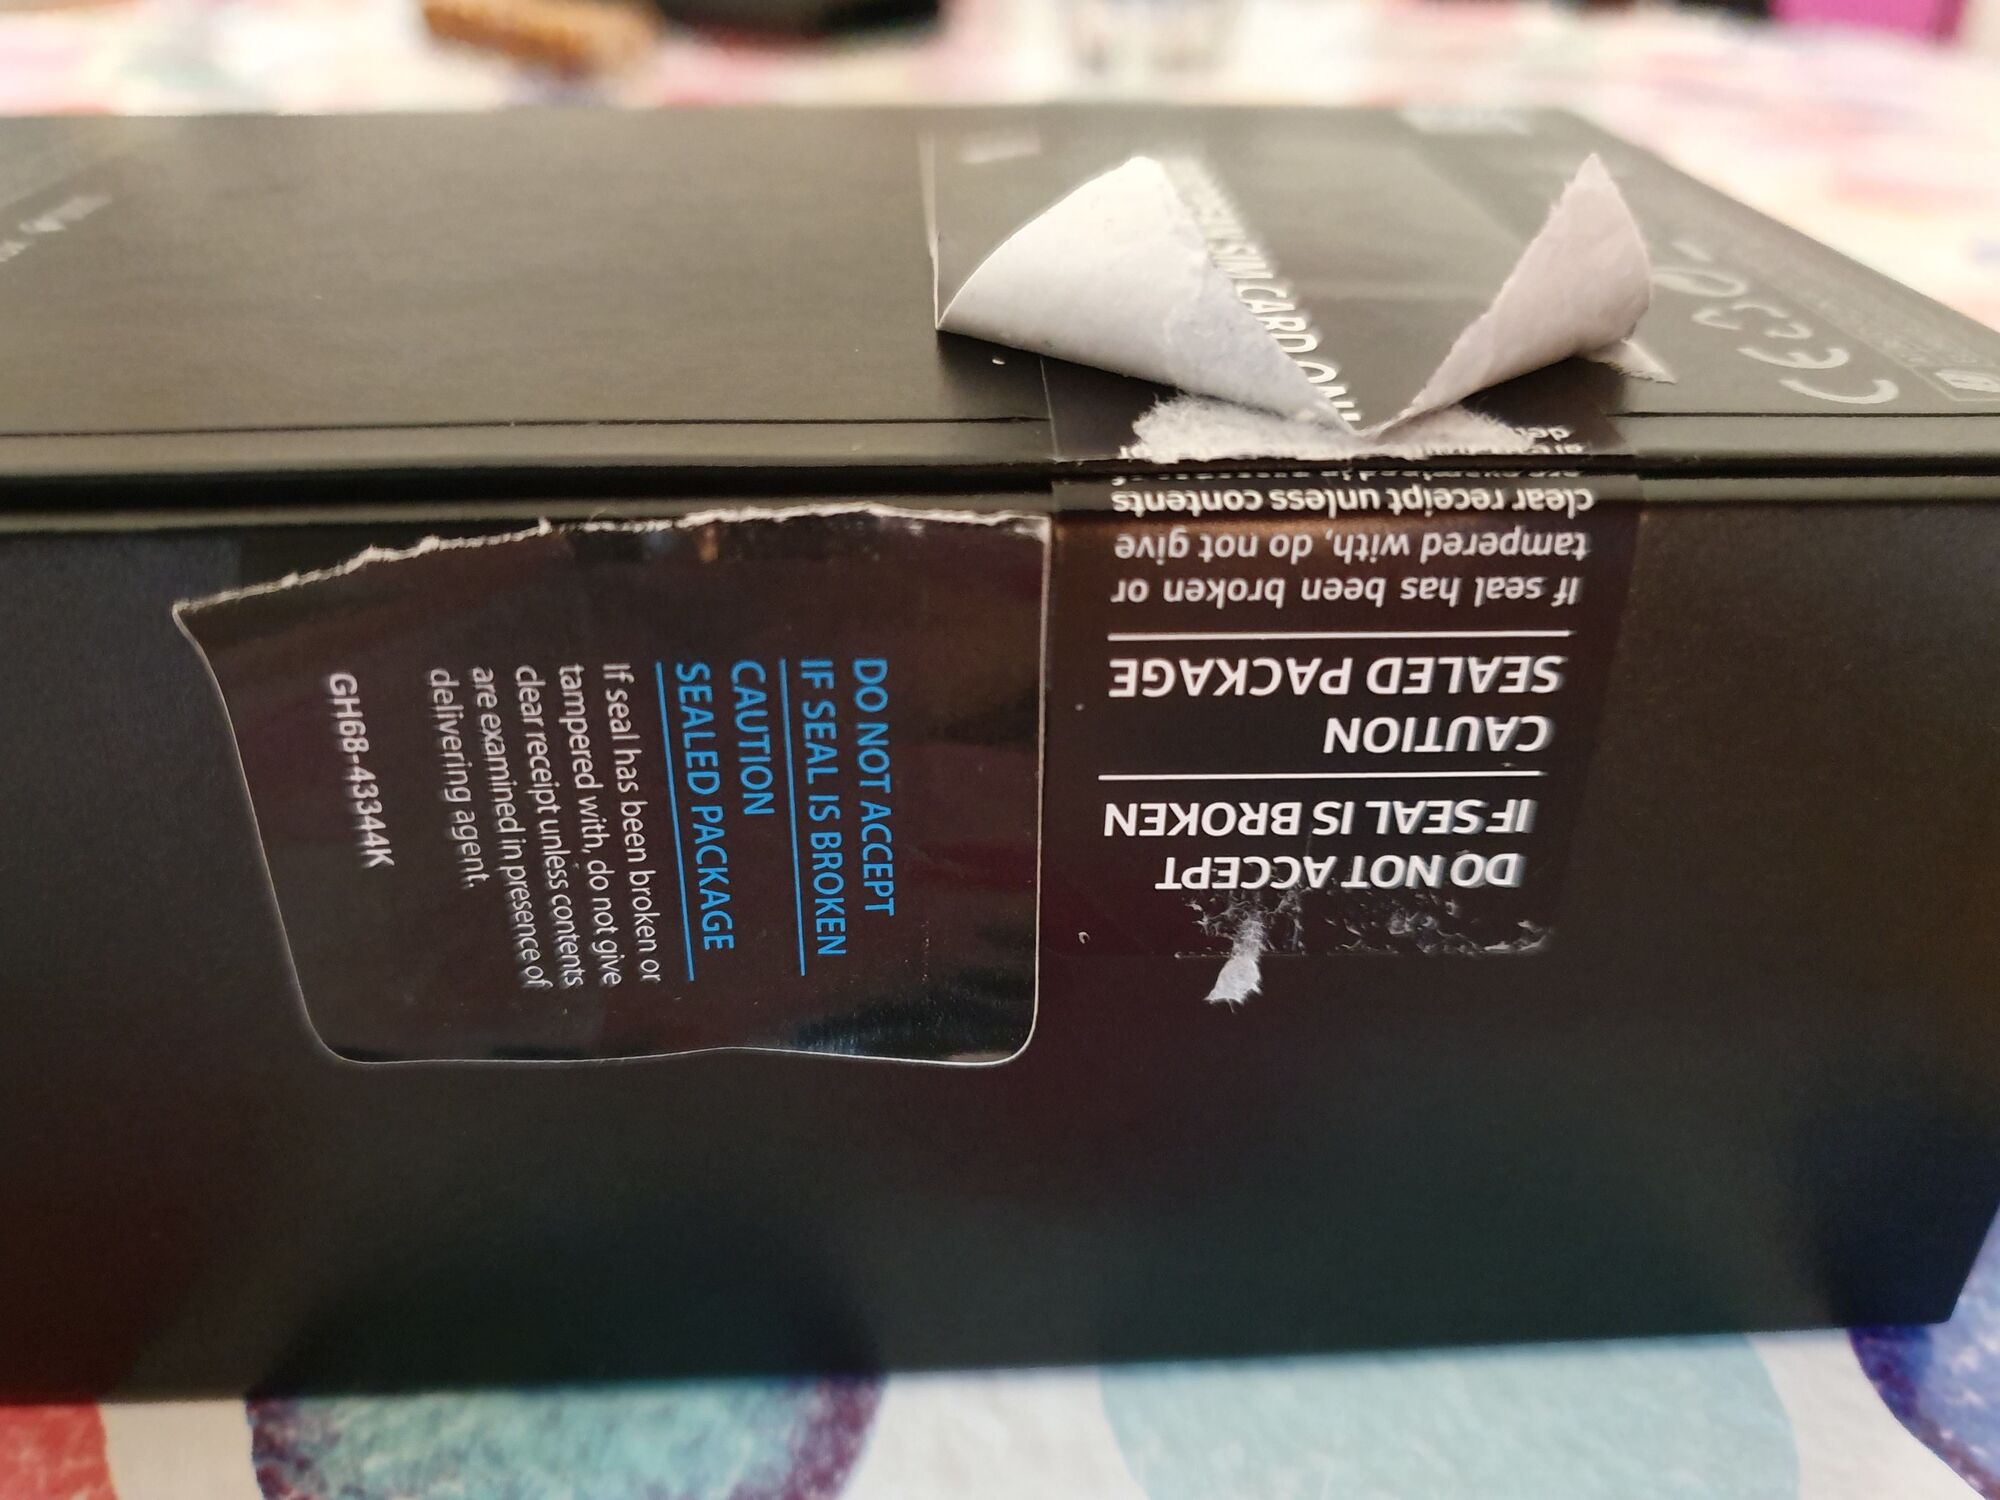 DO NOT ACCEPT
IF SEAL IS BROKEN
CAUTION
SEALED PACKAGE
If seal has been broken or
tampered with, do not give
clear receipt unless contents
are examined in presence of
delivering agent.
GH68-43344K
DO NOT ACCEPT
IF SEAL IS BROKEN
CAUTION
SEALED PACKAGE
If seal has been broken or
tampered with, do not give
clear receipt unless contents
SIM CARD
CE